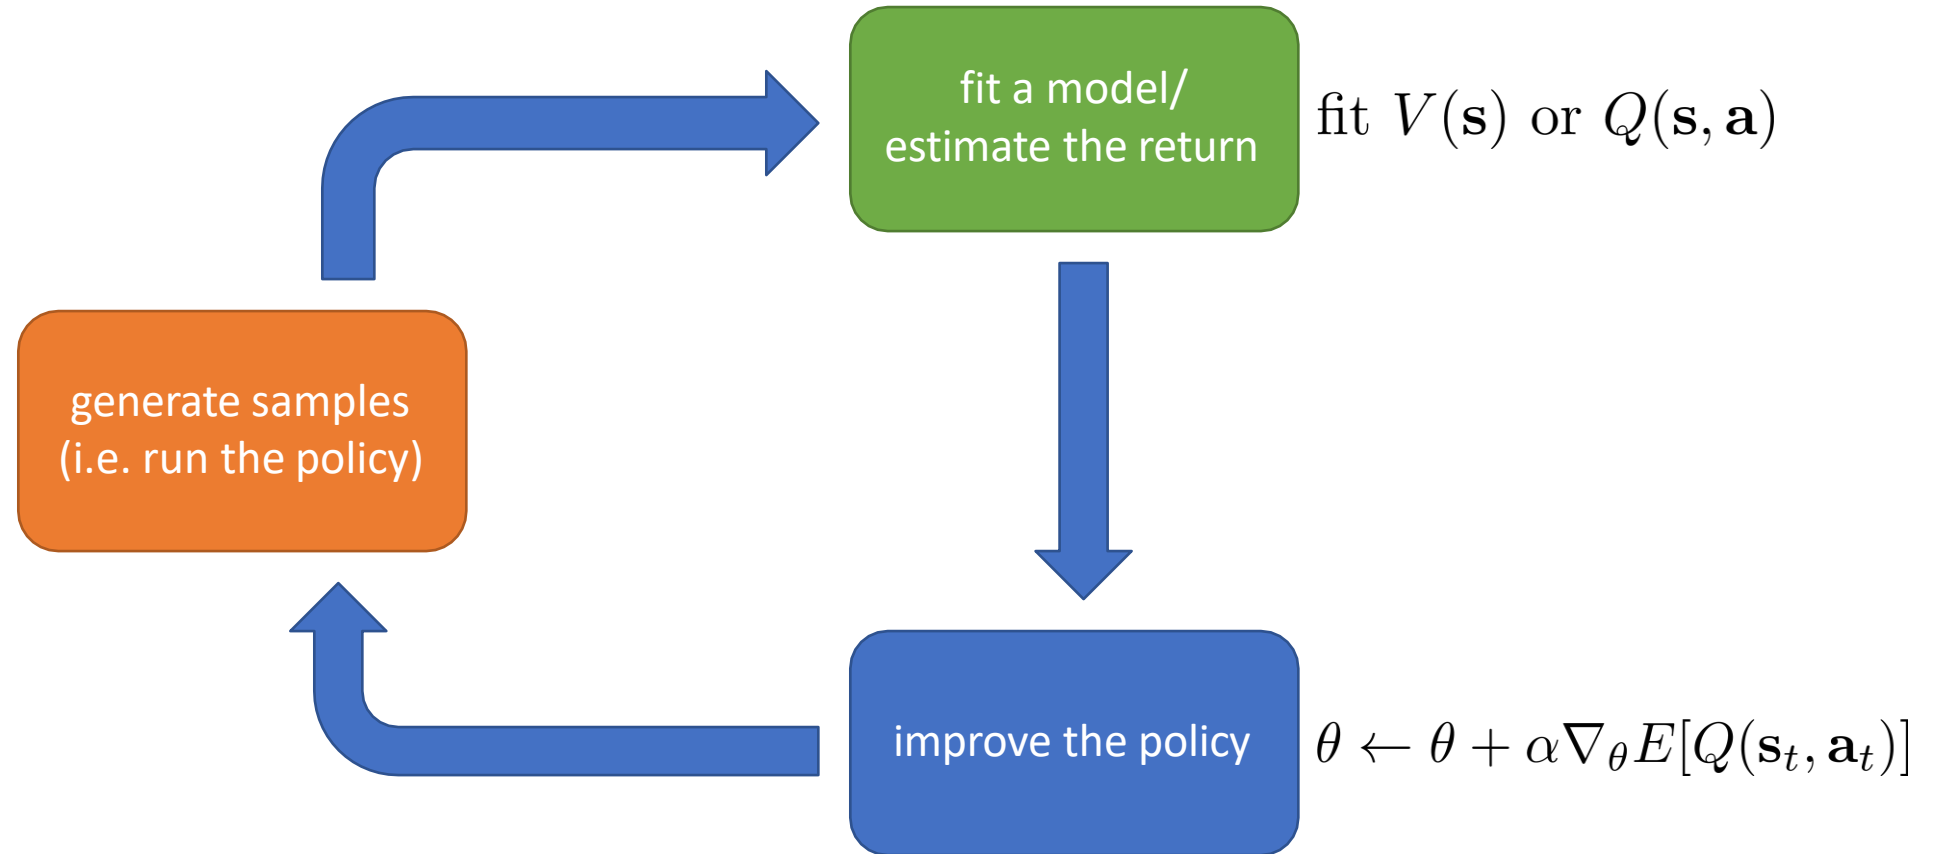 fit a model/
estimate the return
fit V(s) or Q(s, a)
generate samples
(i.e. run the policy)
improve the policy
θ ← θ + α∇θE[Q(sₜ, aₜ)]